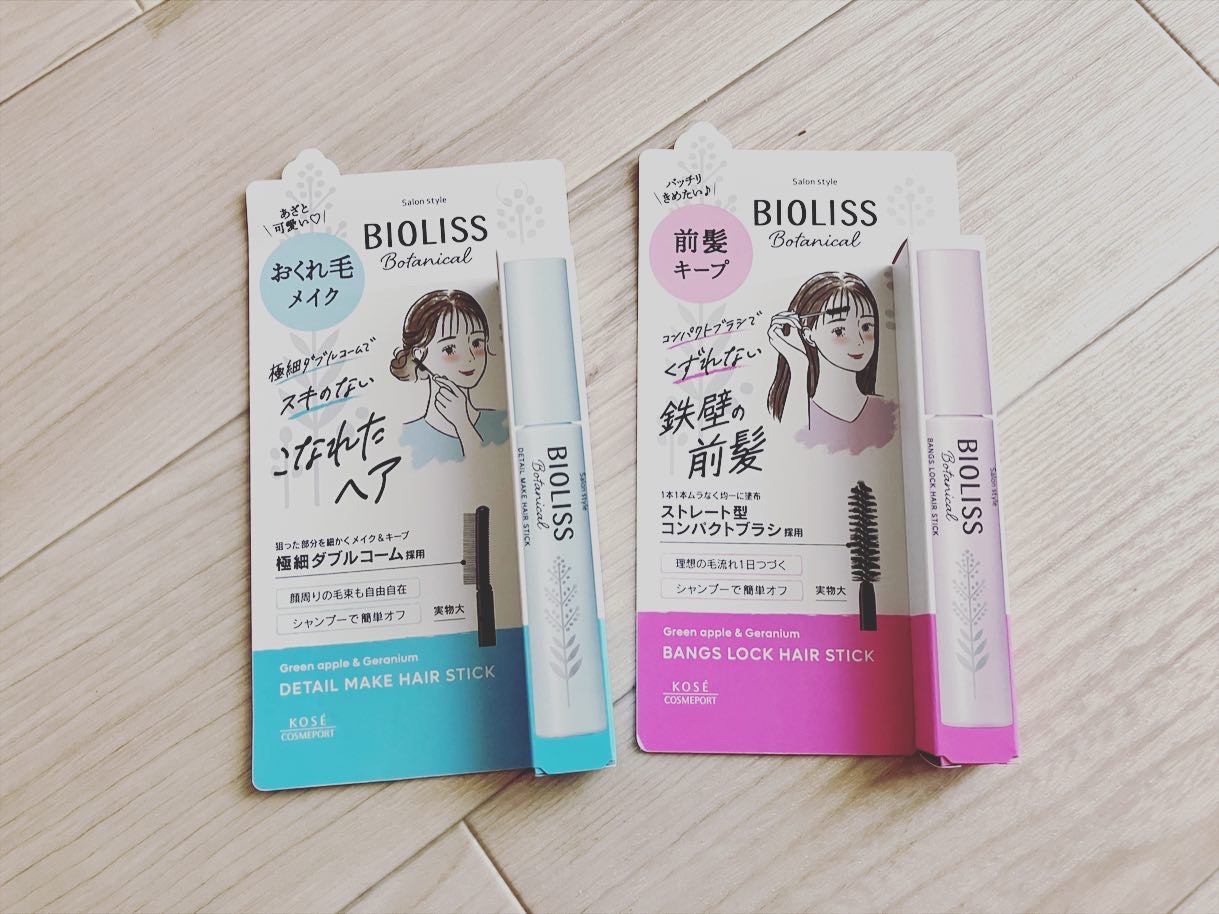 あざと
可愛い♡
Salon style
BIOLISS
Botanical
おくれ毛
メイク
極細ダブルコームで
スキのない
こなれた
ヘア
狙った部分を細かくメイク&キープ
極細ダブルコーム採用
顔周りの毛束も自由自在
シャンプーで簡単オフ
実物大
Green apple & Geranium
DETAIL MAKE HAIR STICK
KOSÉ
COSMEPORT
Salon style
BIOLISS
Botanical
DETAIL MAKE HAIR STICK
パッチリ
きめたい♪
Salon style
BIOLISS
Botanical
前髪
キープ
コンパクトブラシで
くずれない
鉄壁の
前髪
1本1本ムラなく均一に塗布
ストレート型
コンパクトブラシ採用
理想の毛流れ1日つづく
シャンプーで簡単オフ
実物大
Green apple & Geranium
BANGS LOCK HAIR STICK
KOSÉ
COSMEPORT
Salon style
BIOLISS
Botanical
BANGS LOCK HAIR STICK